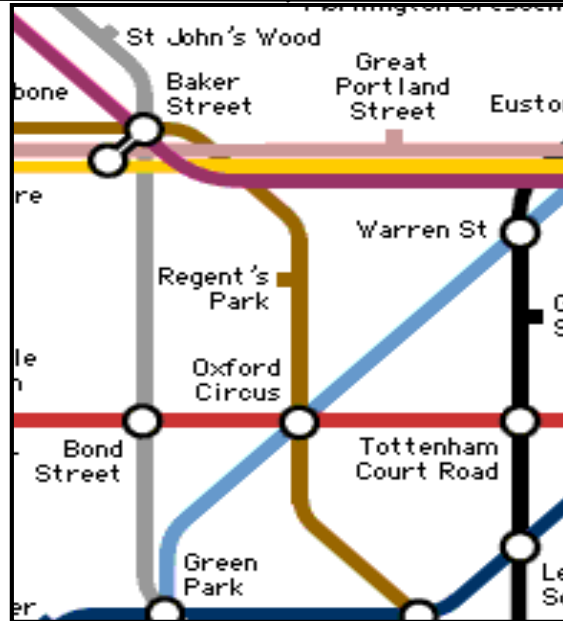 St John's Wood
Baker
Street
Great
Portland
Street
Warren St
Regent's
Park
Oxford
Circus
Bond
Street
Tottenham
Court Road
Green
Park